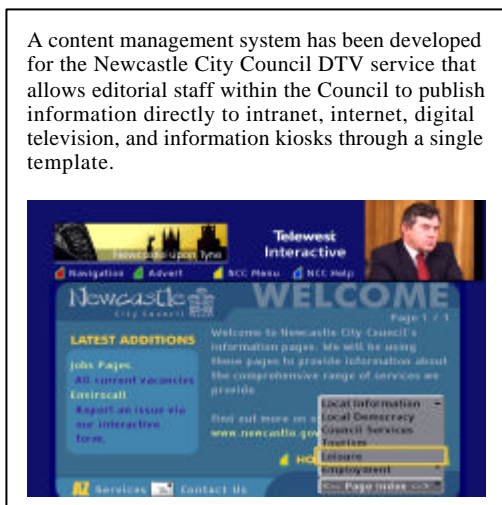 A content management system has been developed
for the Newcastle City Council DTV service that
allows editorial staff within the Council to publish
information directly to intranet, internet, digital
television, and information kiosks through a single
template.
Newcastle upon Tyne
Telewest
Interactive
Navigation Advert NCC Menu NCC Help
Newcastle
City Council
WELCOME
Page 1 / 1
LATEST ADDITIONS
Jobs Pages
All current vacancies
Envirocall
Report an issue via
our interactive
form.
Welcome to Newcastle City Council's
information pages. We will be using
these pages to provide information about
the comprehensive range of services we
provide.
Find out more on
www.newcastle.gov
Local Information
Local Democracy
Council Services
Tourism
Leisure
Employment
<-- Page Index -->
AZ Services Contact Us